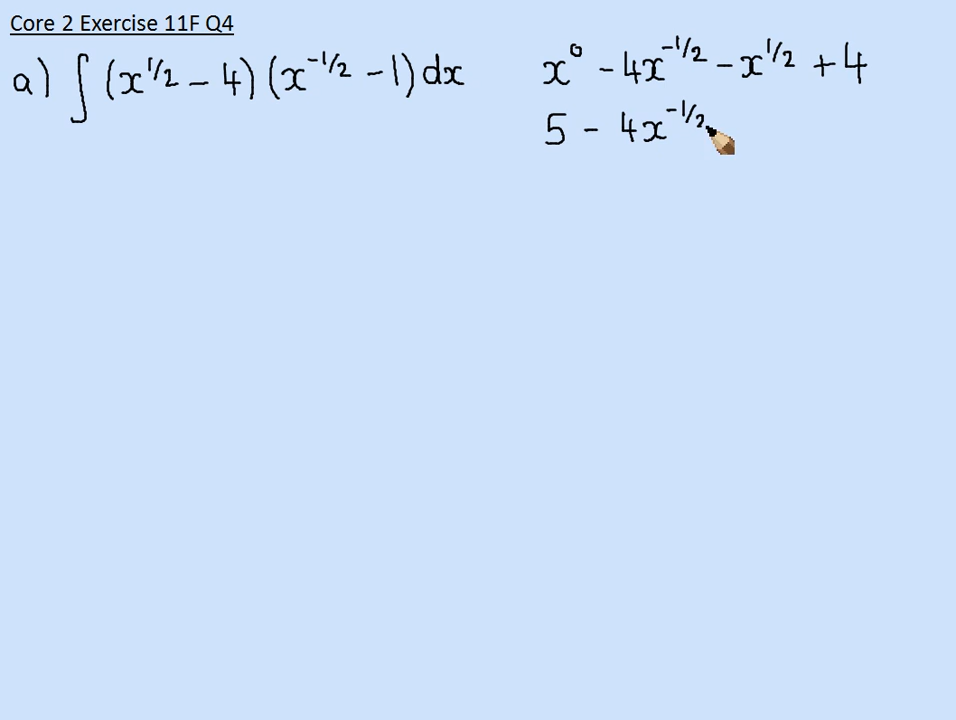 Core 2 Exercise 11F Q4
a) ∫ (x^1/2 - 4) (x^-1/2 - 1) dx
x^0 - 4x^-1/2 - x^1/2 + 4
5 - 4x^-1/2